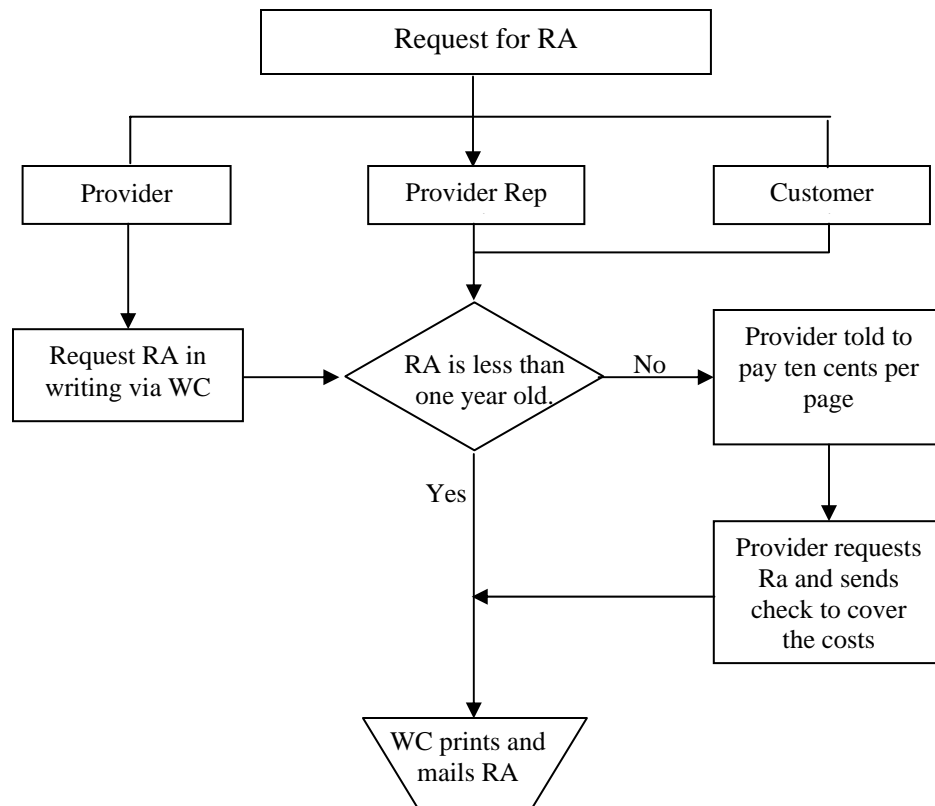 Request for RA
Provider
Provider Rep
Customer
Request RA in
writing via WC
RA is less than
one year old.
No
Provider told to
pay ten cents per
page
Yes
Provider requests
Ra and sends
check to cover
the costs
WC prints and
mails RA